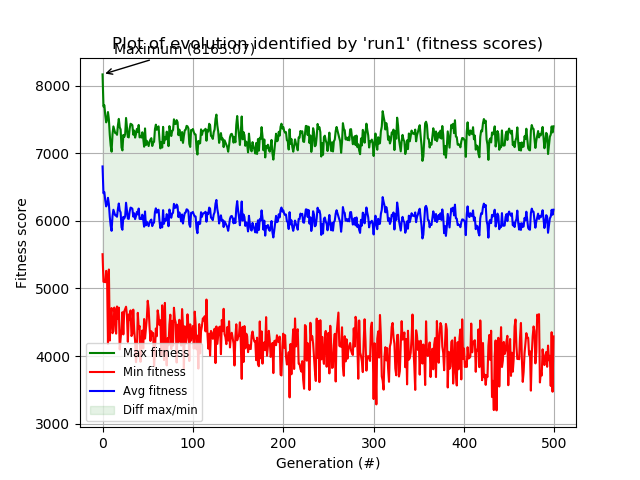 Plot of evolution identified by 'run1' (fitness scores)
Maximum (8165.07)
8000
7000
6000
5000
4000
3000
Fitness score
Max fitness
Min fitness
Avg fitness
Diff max/min
0 100 200 300 400 500
Generation (#)